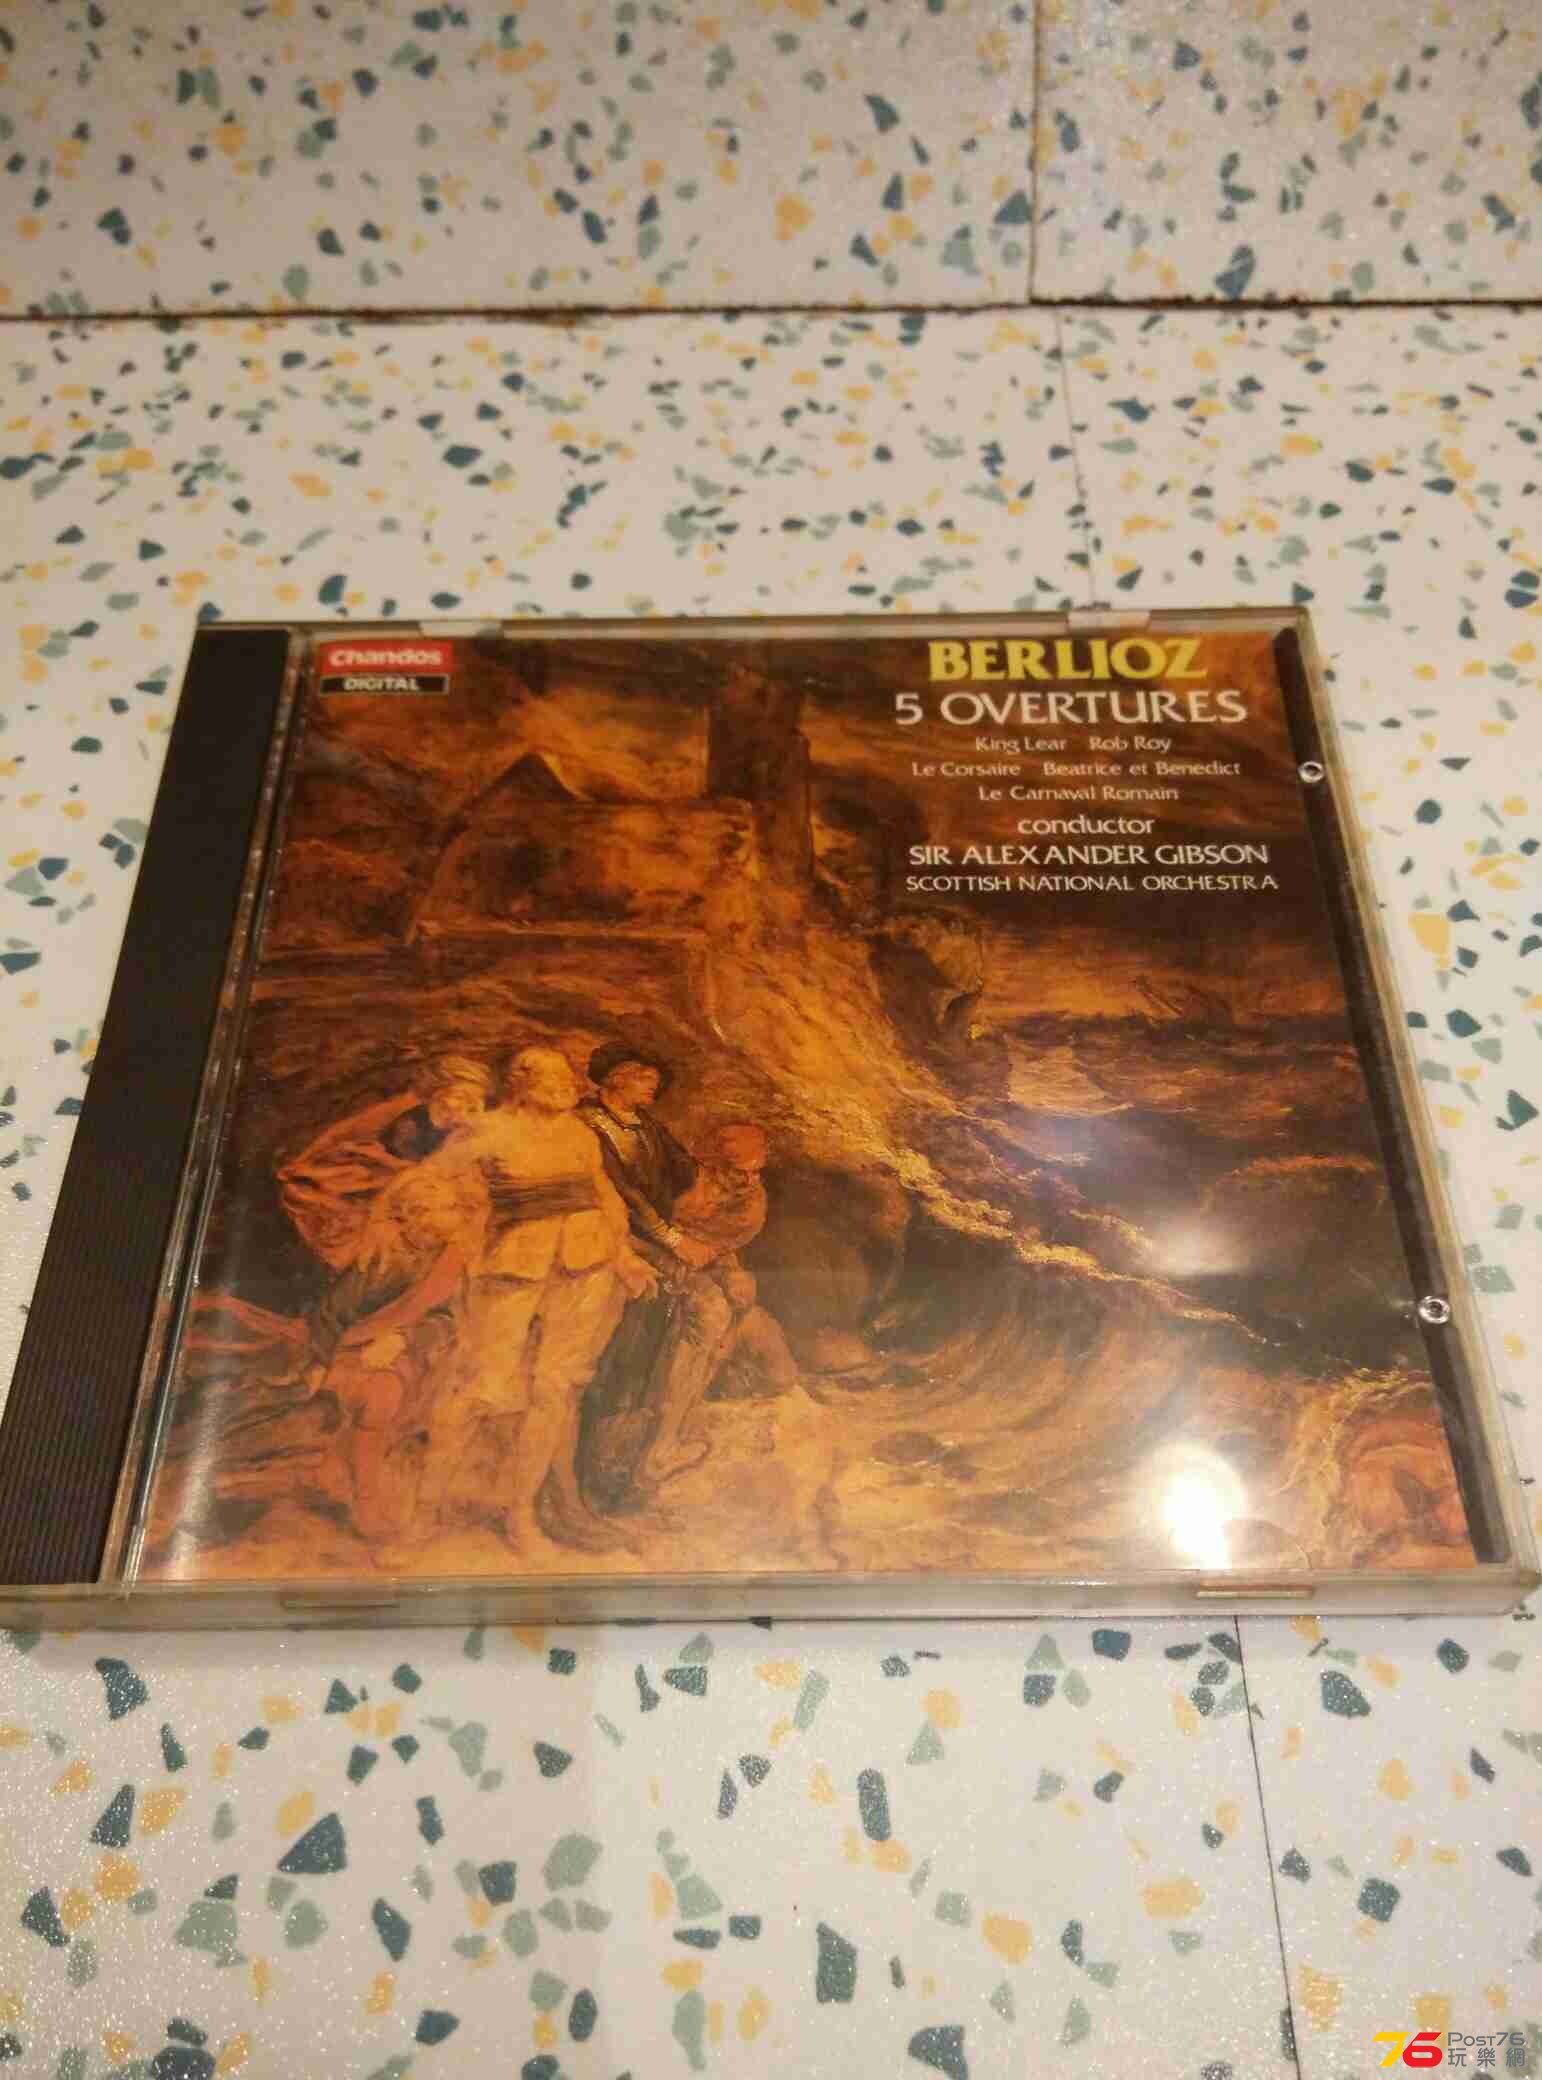 Chandos
DIGITAL
BERLIOZ
5 OVERTURES
King Lear Rob Roy
Le Corsaire Beatrice et Benedict
Le Carnaval Romain
conductor
SIR ALEXANDER GIBSON
SCOTTISH NATIONAL ORCHESTRA
76 POST76
玩樂網